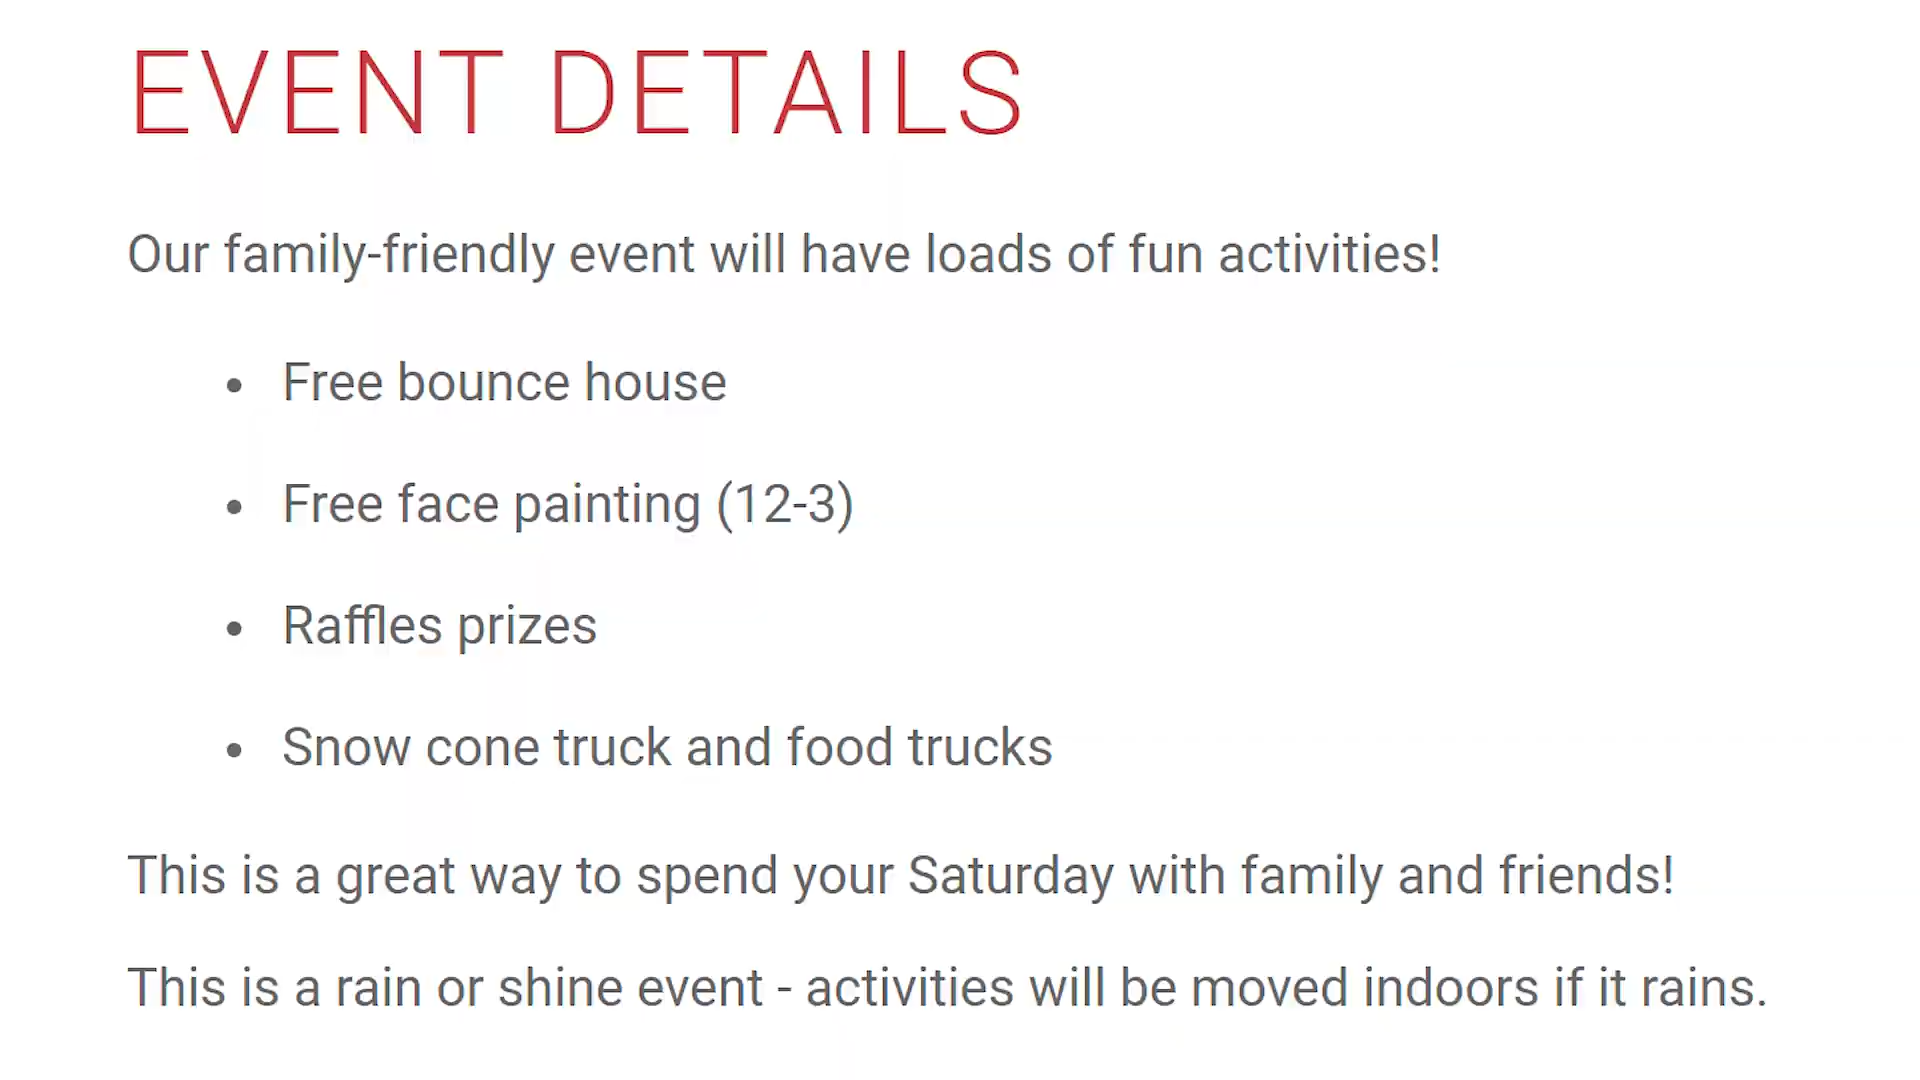 EVENT DETAILS
Our family-friendly event will have loads of fun activities!
• Free bounce house
• Free face painting (12-3)
• Raffles prizes
• Snow cone truck and food trucks
This is a great way to spend your Saturday with family and friends!
This is a rain or shine event - activities will be moved indoors if it rains.